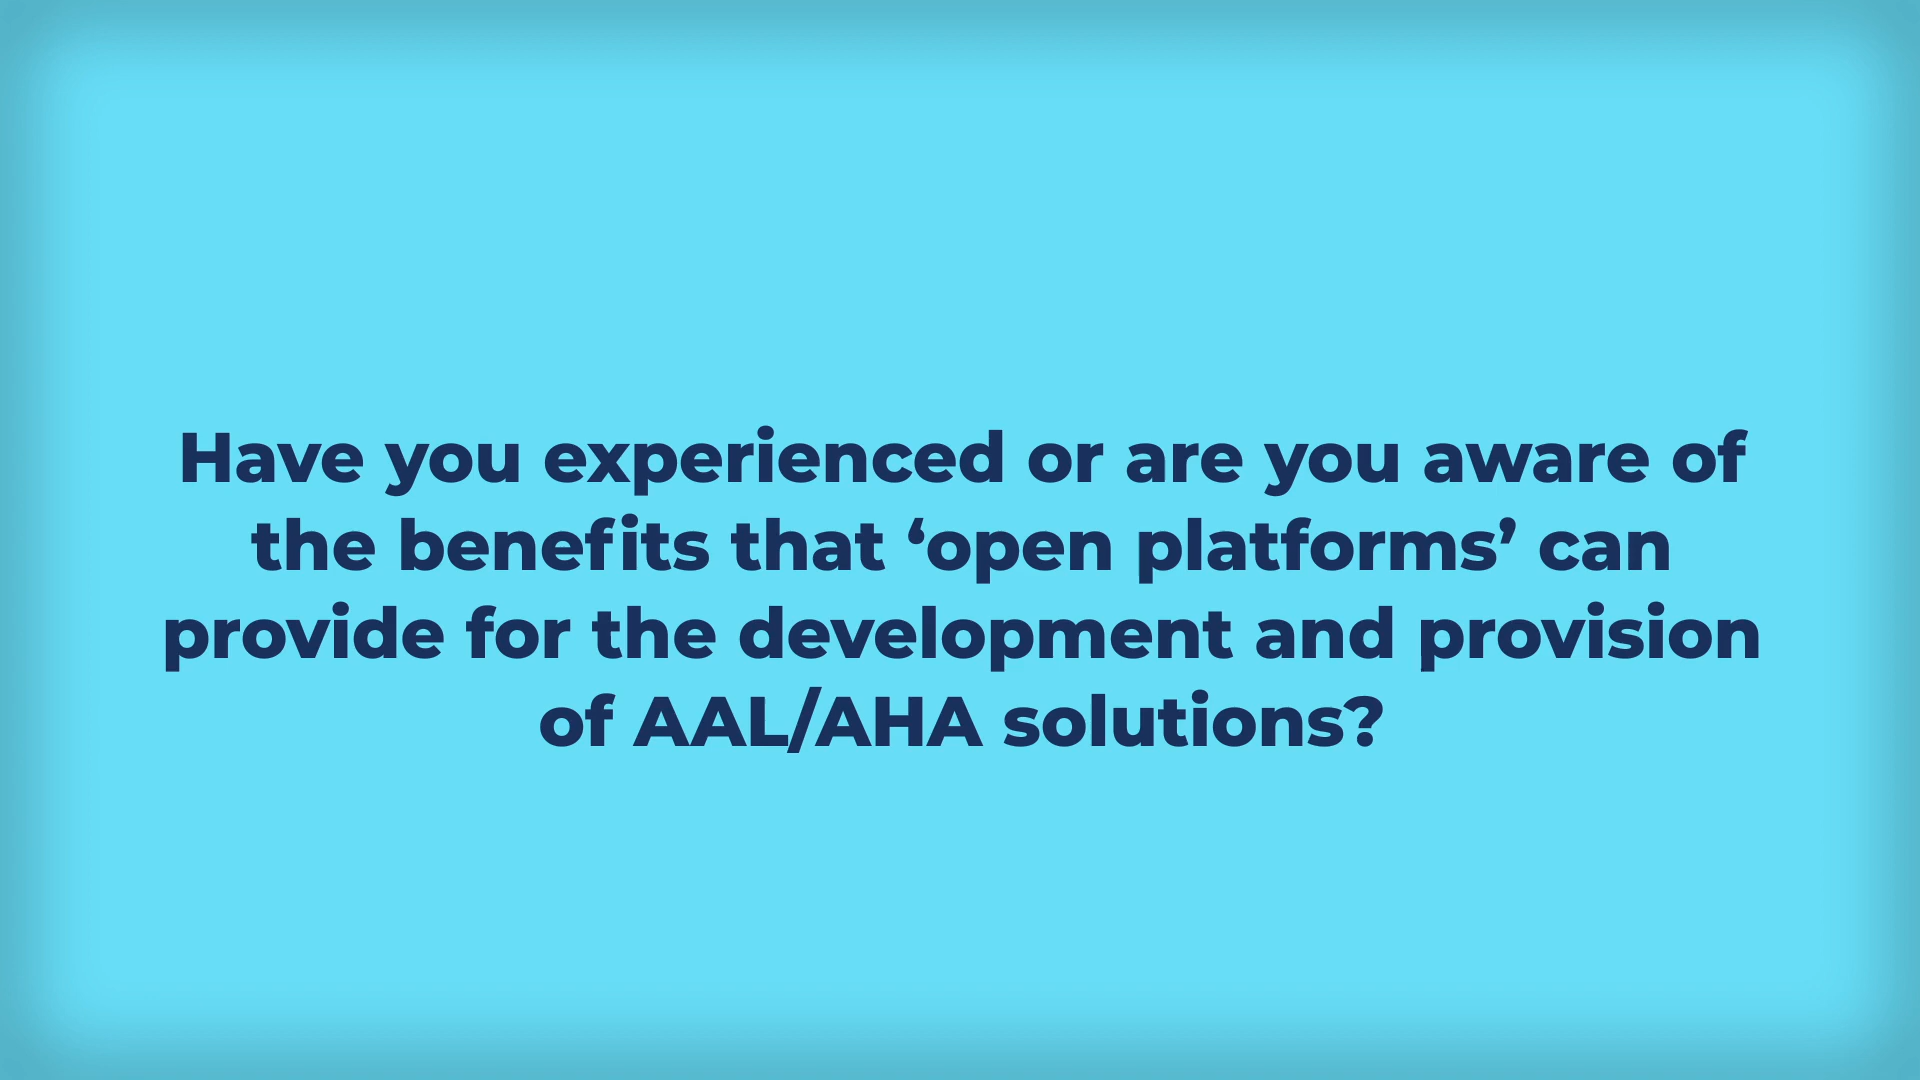 Have you experienced or are you aware of
the benefits that ‘open platforms’ can
provide for the development and provision
of AAL/AHA solutions?